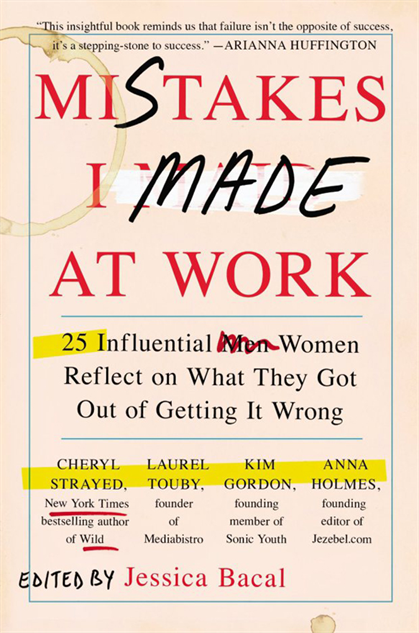 "This insightful book reminds us that failure isn't the opposite of success,
it's a stepping-stone to success." —ARIANNA HUFFINGTON
MISTAKES
I MADE
AT WORK
25 Influential Men Women
Reflect on What They Got
Out of Getting It Wrong
CHERYL STRAYED,
New York Times
bestselling author
of Wild
LAUREL TOUBY,
founder
of
Mediabistro
KIM GORDON,
founding
member of
Sonic Youth
ANNA HOLMES,
founding
editor of
Jezebel.com
EDITED BY Jessica Bacal